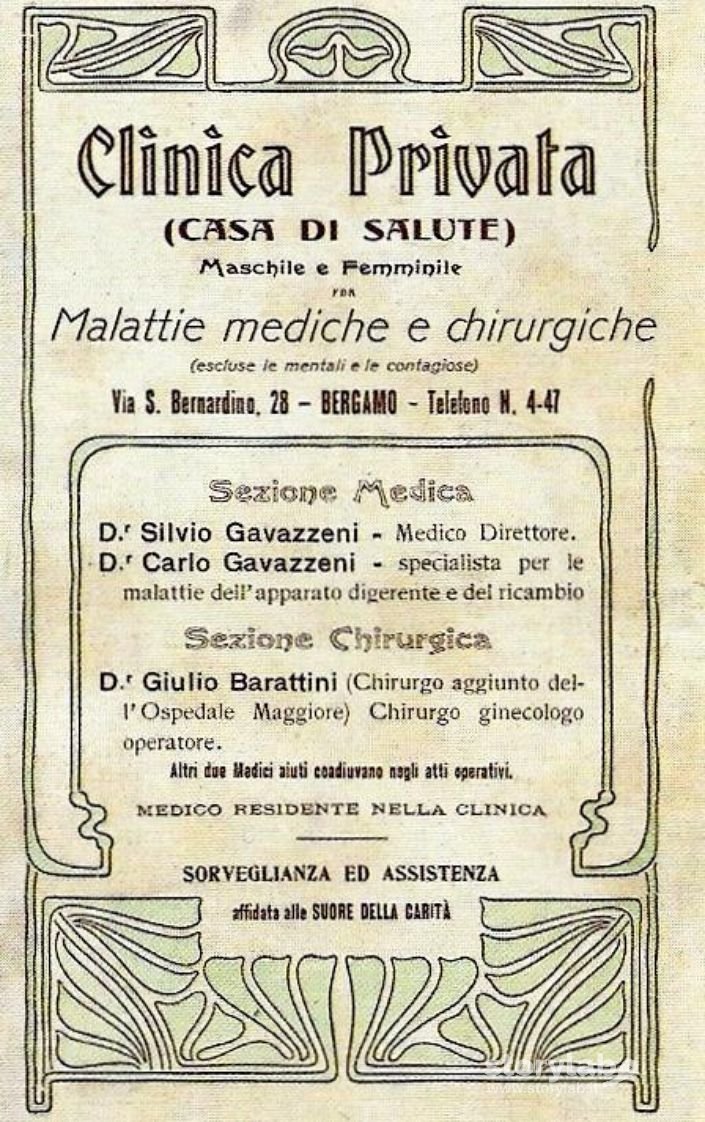 Clinica Privata
(CASA DI SALUTE)
Maschile e Femminile
PER
Malattie mediche e chirurgiche
(escluse le mentali e le contagiose)
Via S. Bernardino, 28 – BERGAMO - Telefono N. 4-47
Sezione Medica
D.r Silvio Gavazzeni - Medico Direttore.
D.r Carlo Gavazzeni - specialista per le
malattie dell'apparato digerente e del ricambio
Sezione Chirurgica
D.r Giulio Barattini (Chirurgo aggiunto del-
l'Ospedale Maggiore) Chirurgo ginecologo
operatore.
Altri due Medici aiuti coadiuvano negli atti operativi.
MEDICO RESIDENTE NELLA CLINICA
SORVEGLIANZA ED ASSISTENZA
affidata alle SUORE DELLA CARITÀ